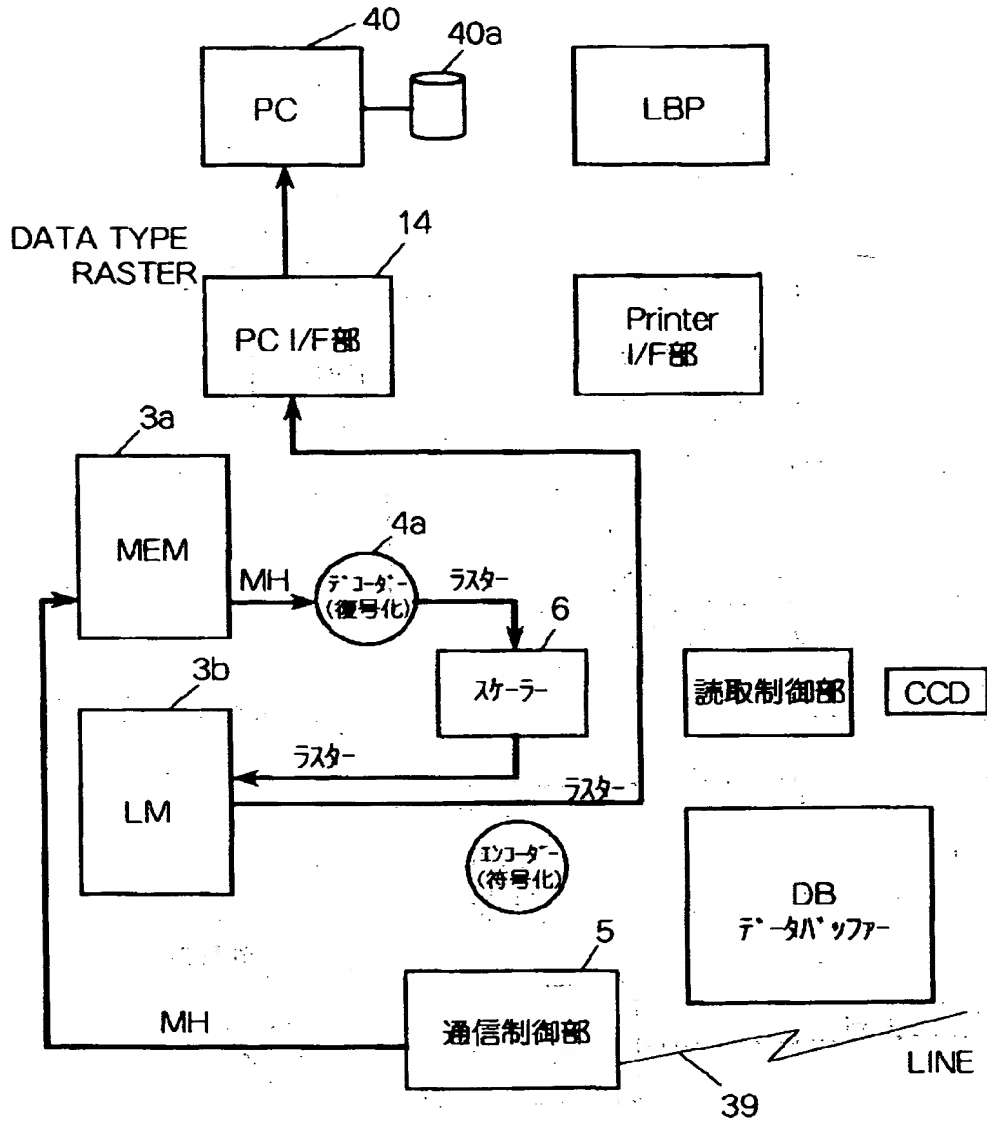 40
40a
PC
LBP
DATA TYPE
RASTER
14
PC I/F部
Printer
I/F部
3a
MEM
MH
4a
デコーダー
(復号化)
ラスター
6
スケーラー
読取制御部
CCD
3b
LM
ラスター
ラスター
エンコーダー
(符号化)
DB
データバッファー
5
通信制御部
MH
LINE
39